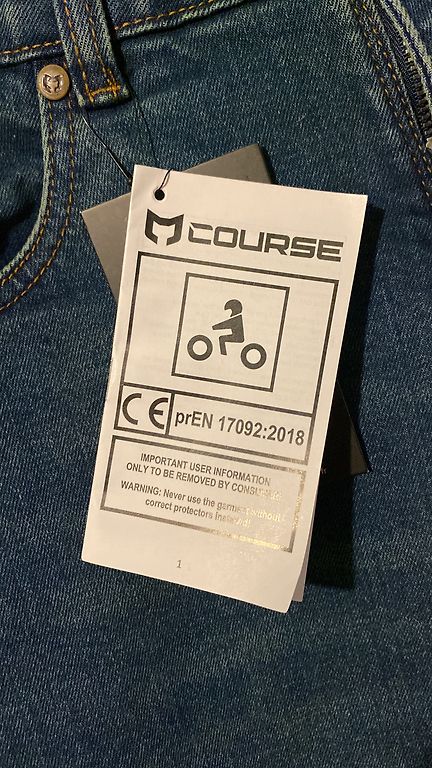 COURSE
CE prEN 17092:2018
IMPORTANT USER INFORMATION
ONLY TO BE REMOVED BY CONSUMER
WARNING: Never use the garment without
correct protectors installed!
1